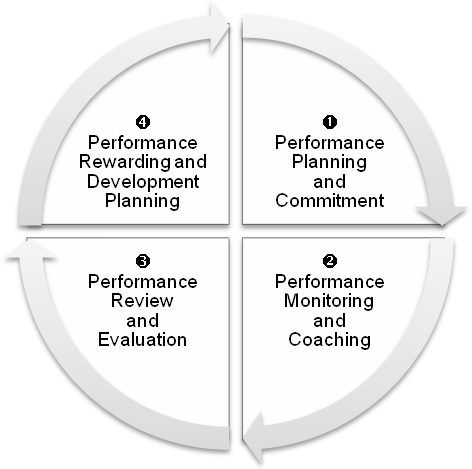 ❹
Performance
Rewarding and
Development
Planning
❶
Performance
Planning
and
Commitment
❸
Performance
Review
and
Evaluation
❷
Performance
Monitoring
and
Coaching